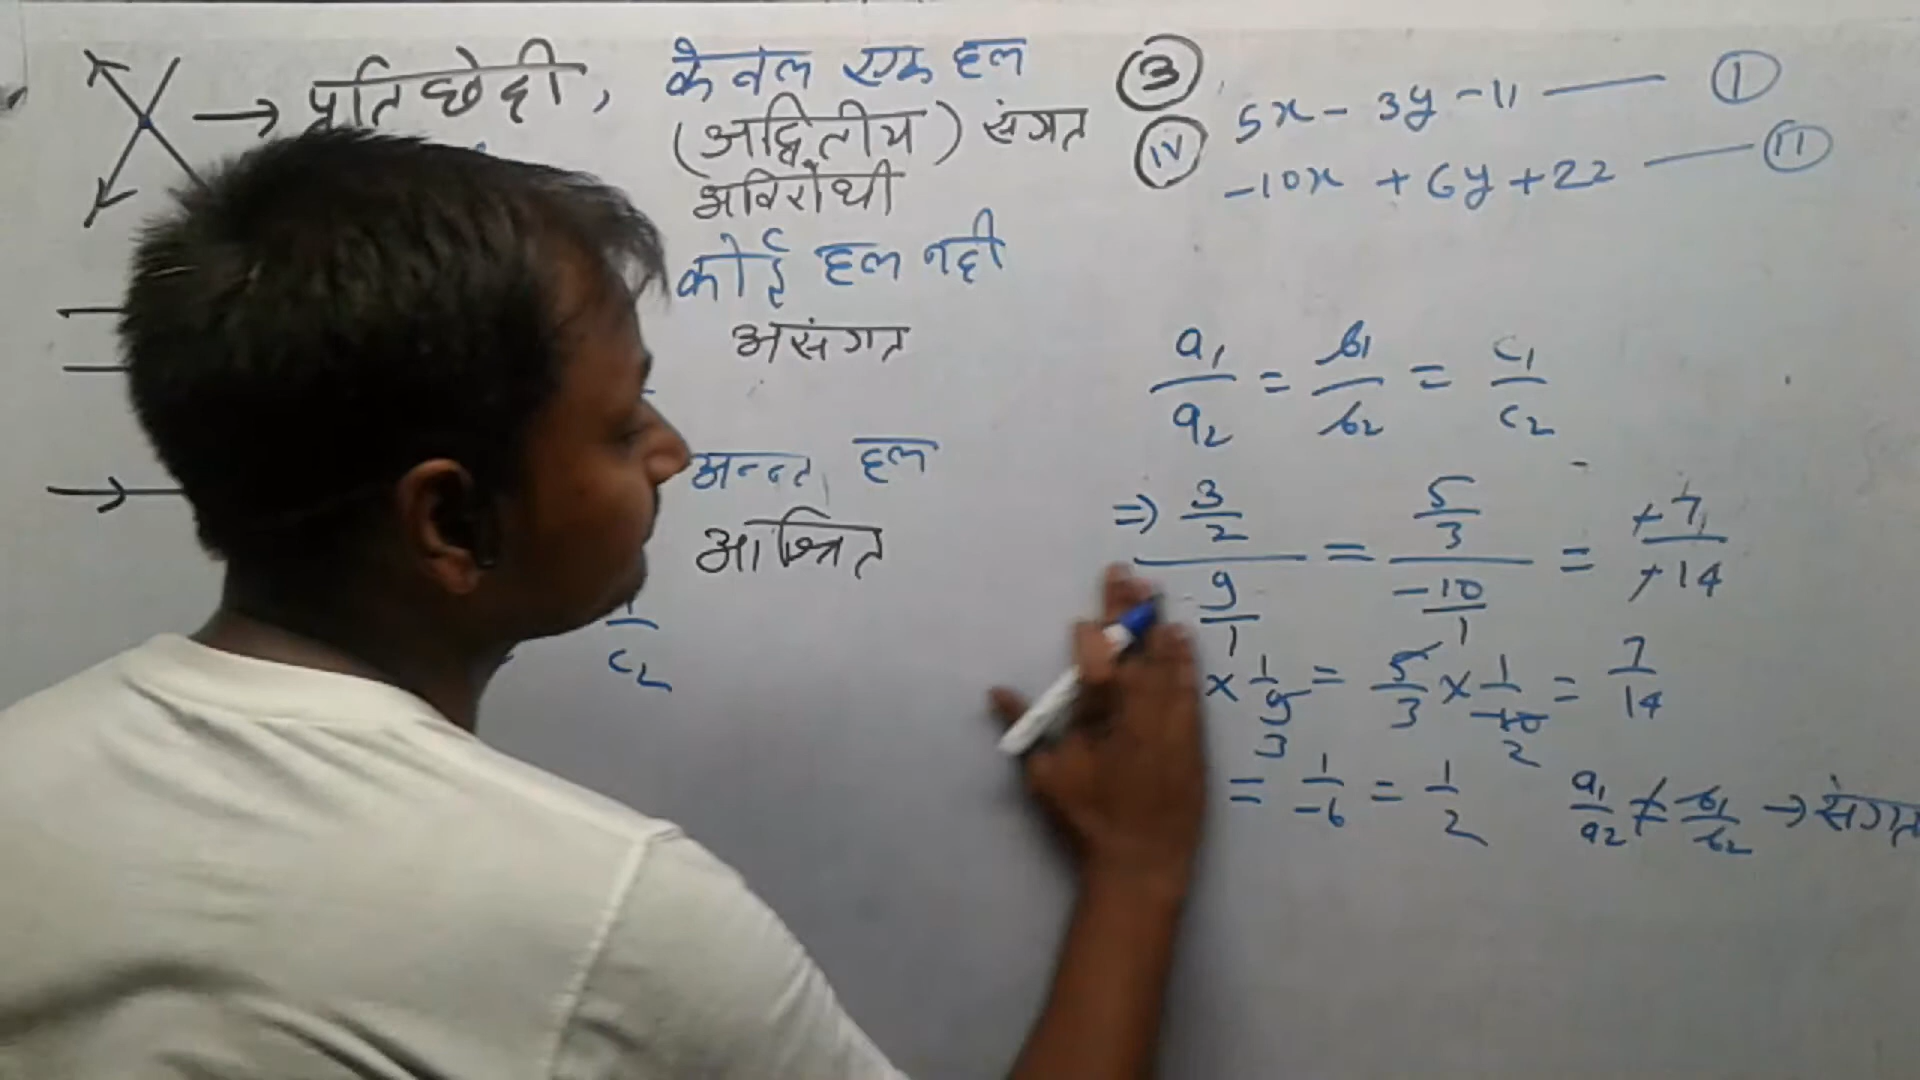 → प्रतिछेदी,
केवल एक हल
(अद्वितीय) संगत
अविरोधी
कोई हल नही
असंगत
अनन्त हल
आश्रित
c₂
③
ⓘⓥ 5x - 3y - 11 —— Ⓘ
-10x + 6y + 22 —— ⒾⒾ
a₁/a₂ = b₁/b₂ = c₁/c₂
⇒ (3/2)/(9/1) = (5/3)/(-10/1) = +7/+14
× 1/9 = 5/3 × 1/-10 = 7/14
3 2
= 1/-6 = 1/2 a₁/a₂ ≠ b₁/b₂ → संगत